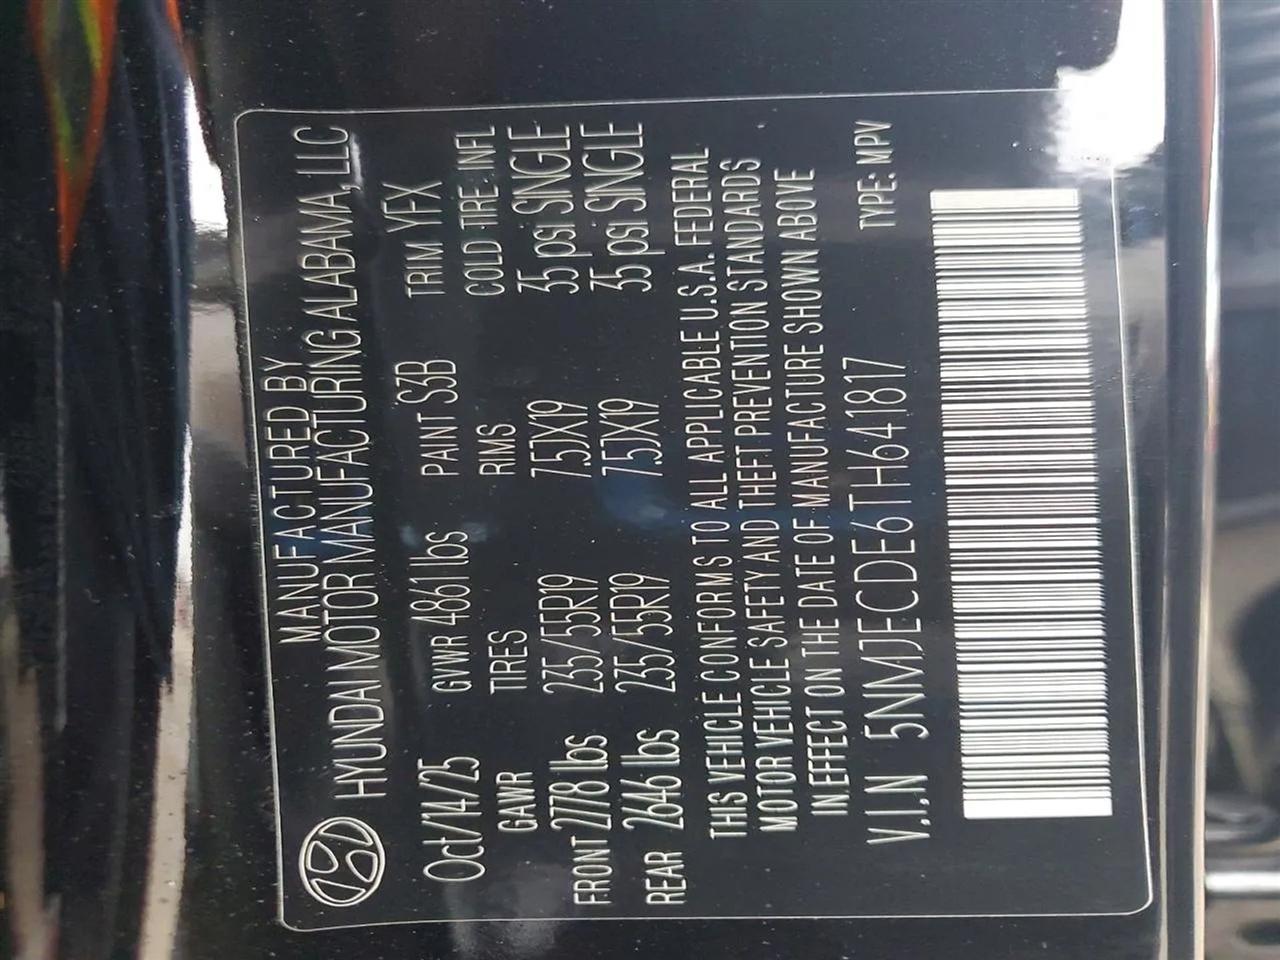 MANUFACTURED BY
HYUNDAI MOTOR MANUFACTURING ALABAMA, LLC
Oct/14/25 GVWR 4861 lbs PAINT S3B TRIM YFX
GAWR TIRES RIMS COLD TIRE INFL
FRONT 2778 lbs 235/55R19 7.5JX19 35 psi SINGLE
REAR 2646 lbs 235/55R19 7.5JX19 35 psi SINGLE
THIS VEHICLE CONFORMS TO ALL APPLICABLE U.S.A. FEDERAL
MOTOR VEHICLE SAFETY AND THEFT PREVENTION STANDARDS
IN EFFECT ON THE DATE OF MANUFACTURE SHOWN ABOVE
V.I.N 5NMJECDE6TH641817 TYPE: MPV